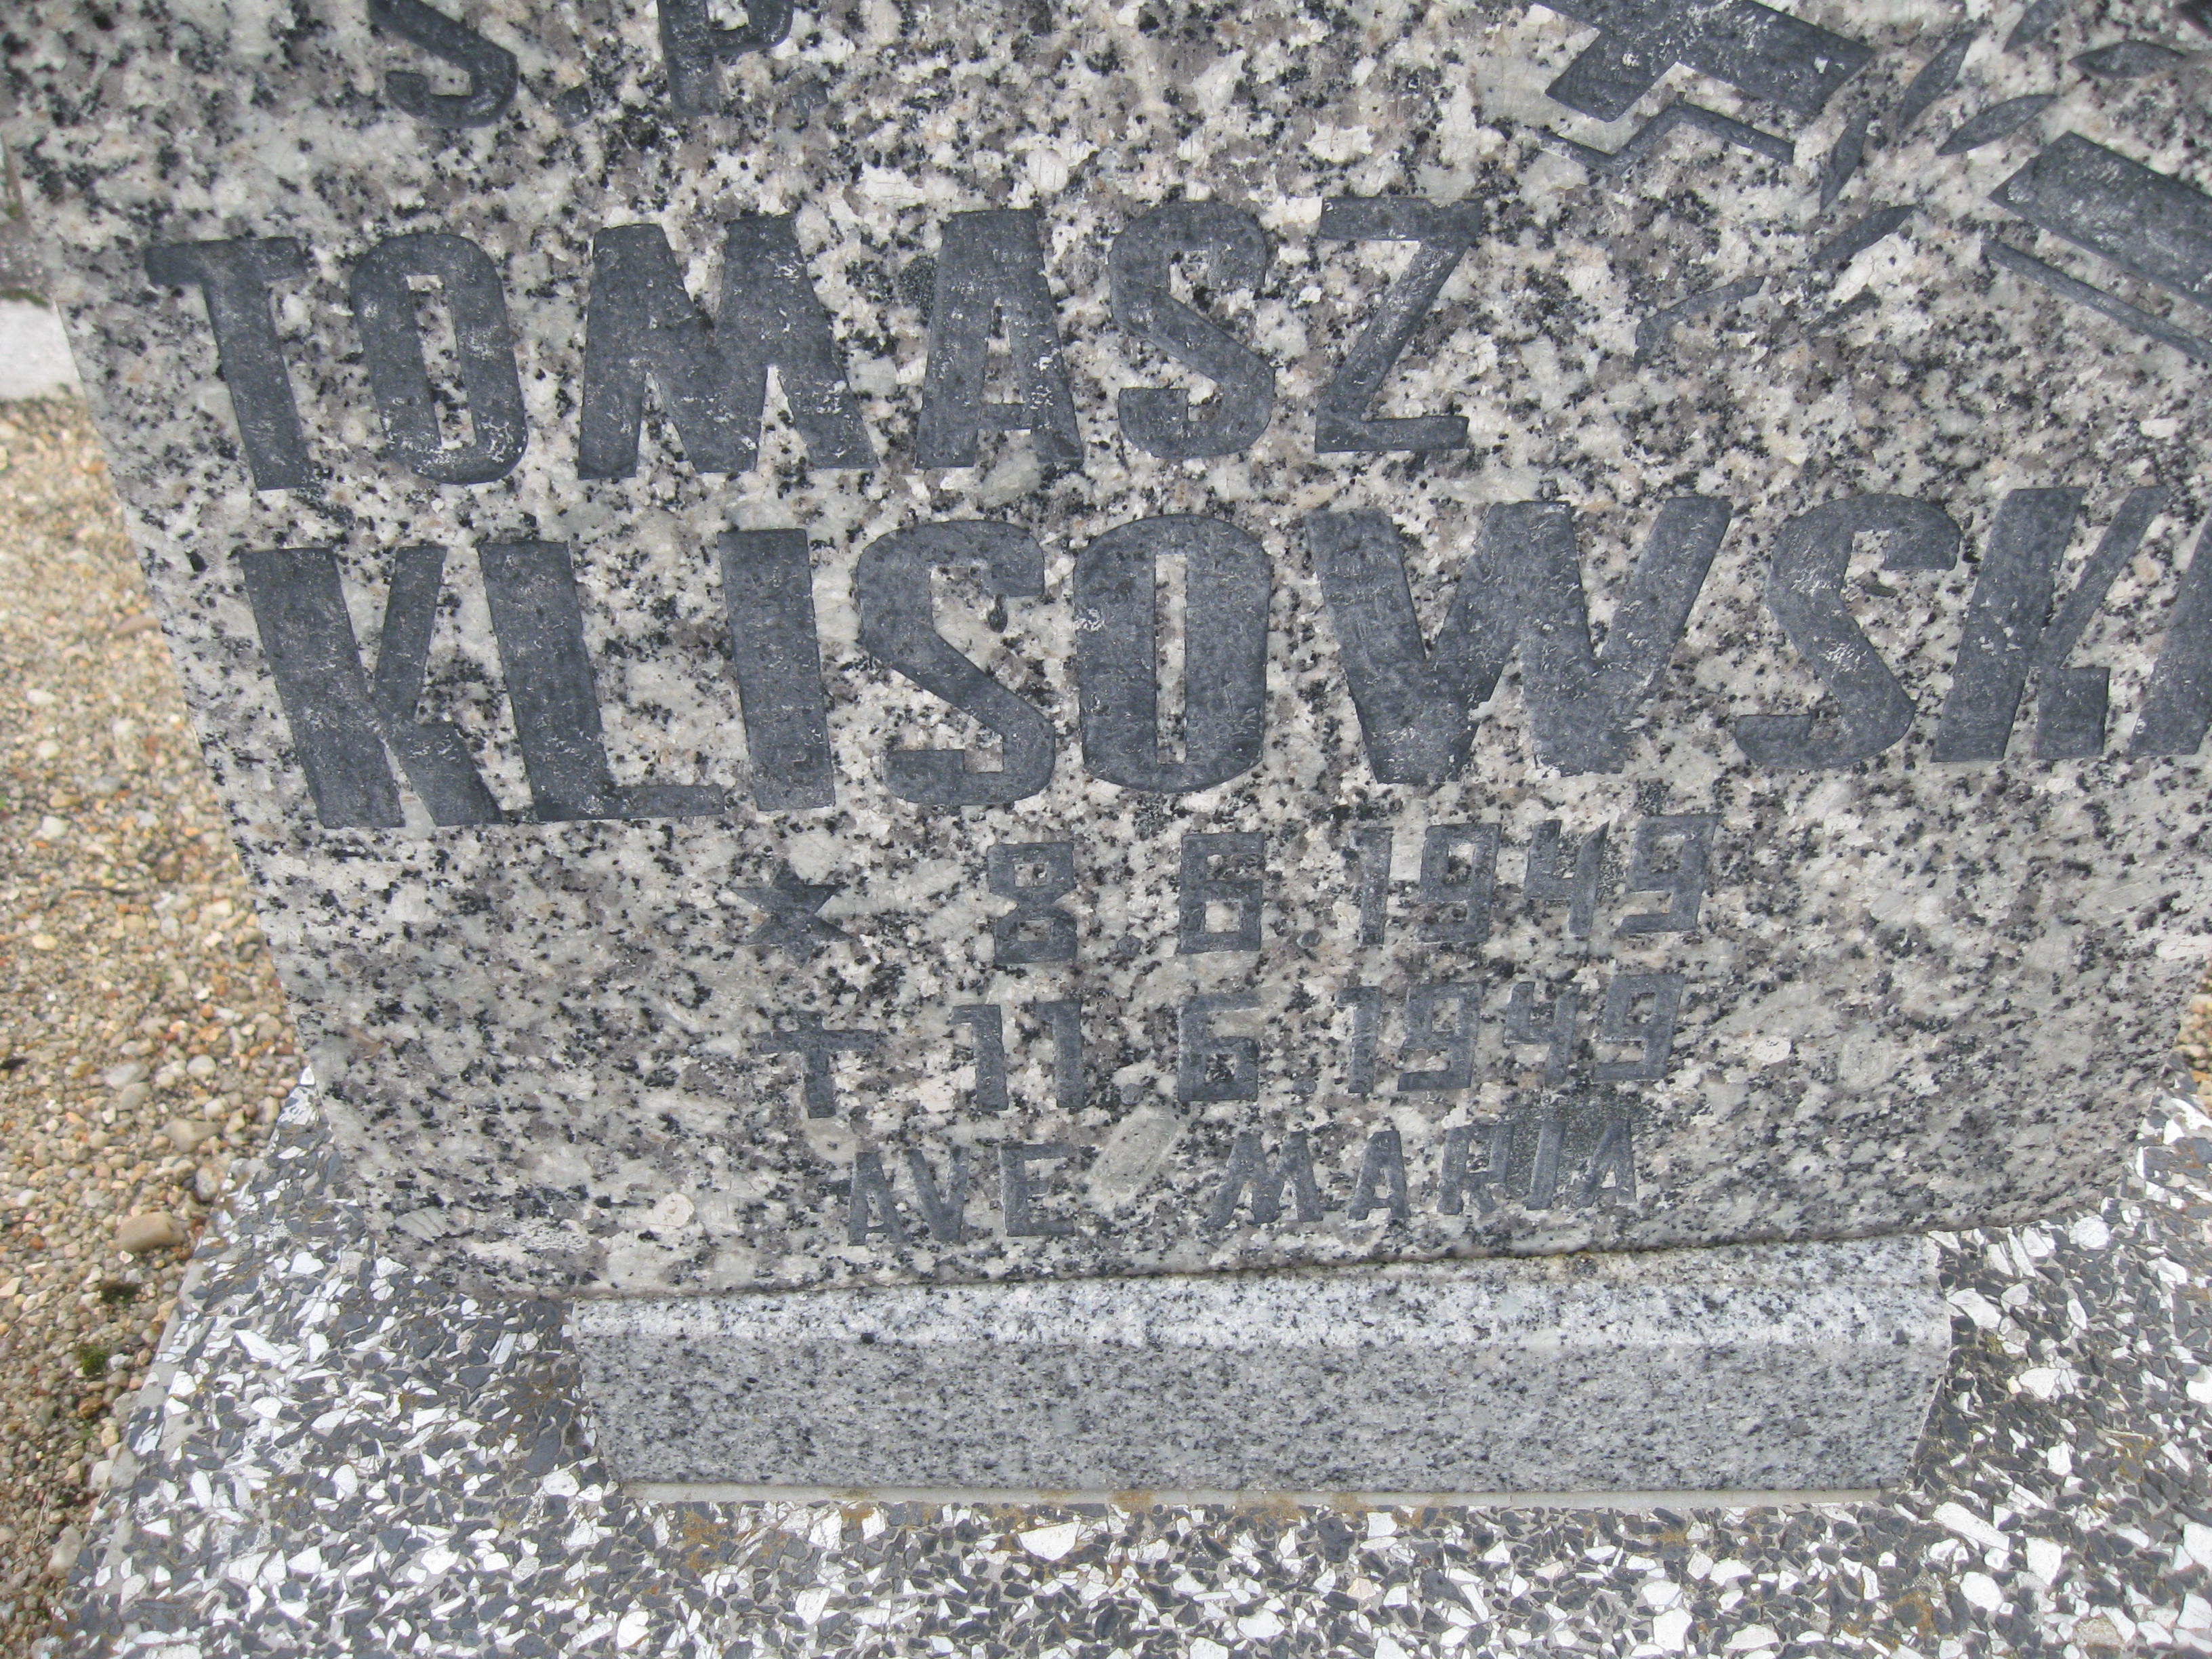 S.P.
TOMASZ
KLISOWSKI
★ 8.6.1949
✝ 11.6.1949
AVE MARIA